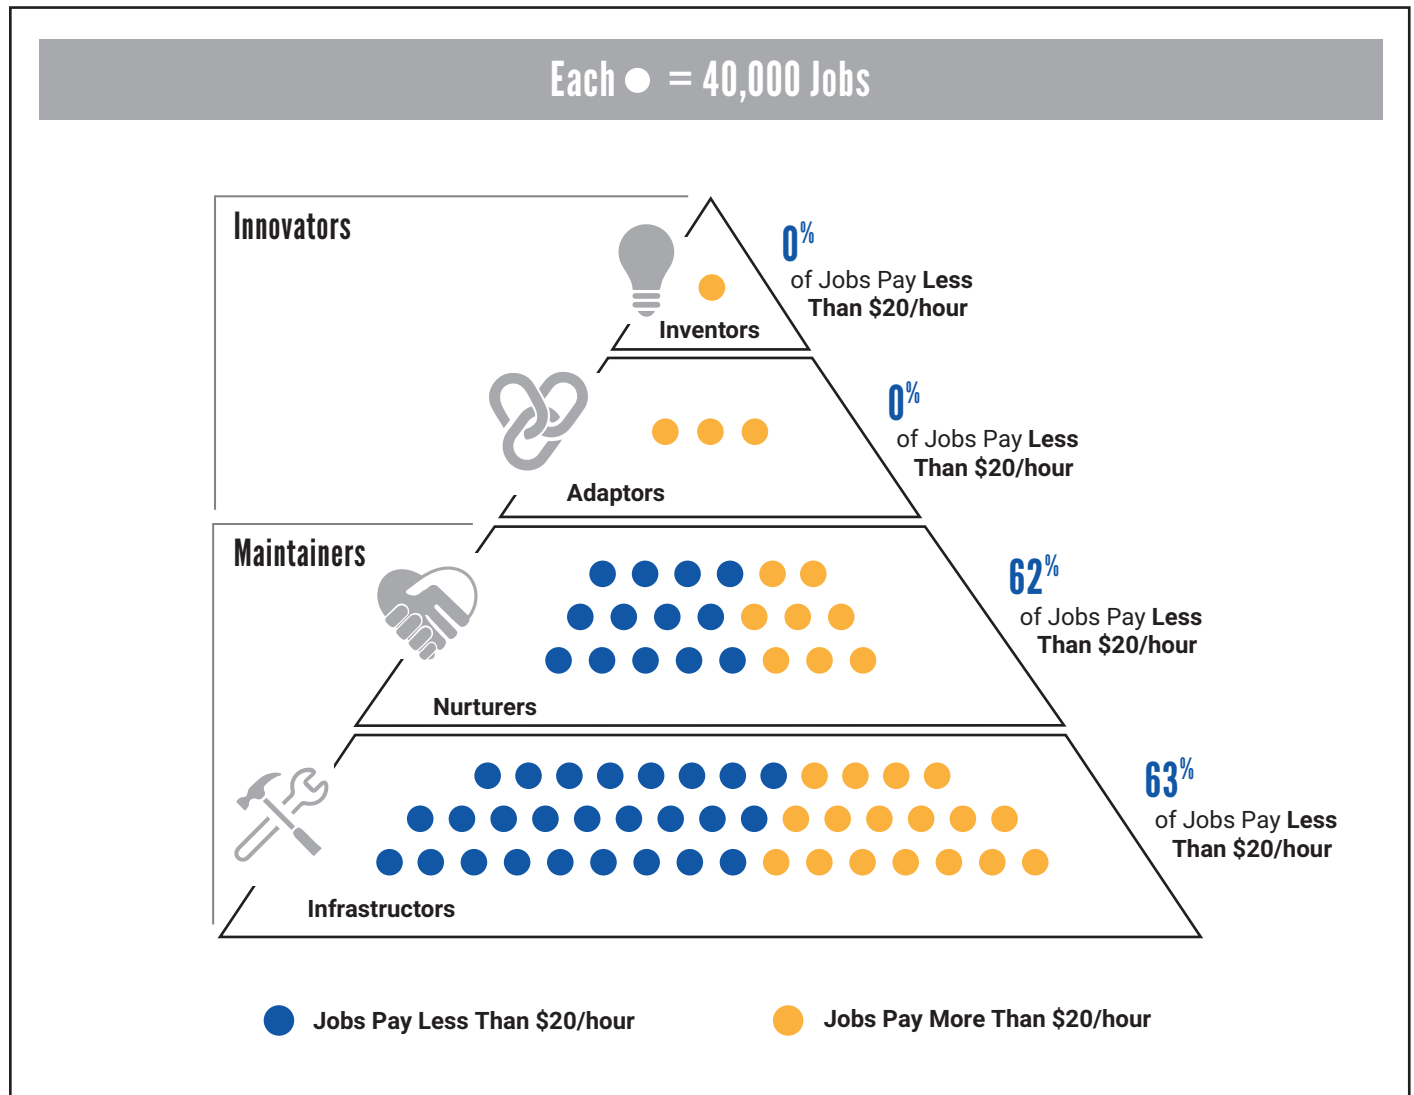 Each = 40,000 Jobs
Innovators
0%
of Jobs Pay Less
Than $20/hour
Inventors
0%
of Jobs Pay Less
Than $20/hour
Adaptors
Maintainers
62%
of Jobs Pay Less
Than $20/hour
Nurturers
63%
of Jobs Pay Less
Than $20/hour
Infrastructors
Jobs Pay Less Than $20/hour
Jobs Pay More Than $20/hour